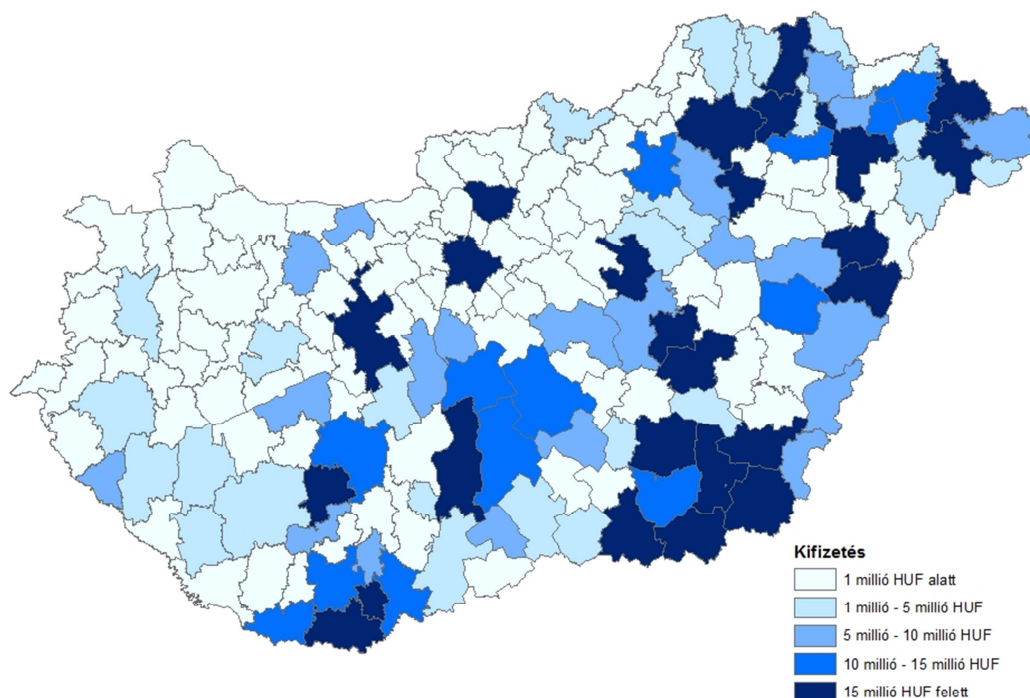 Kifizetés
1 millió HUF alatt
1 millió - 5 millió HUF
5 millió - 10 millió HUF
10 millió - 15 millió HUF
15 millió HUF felett